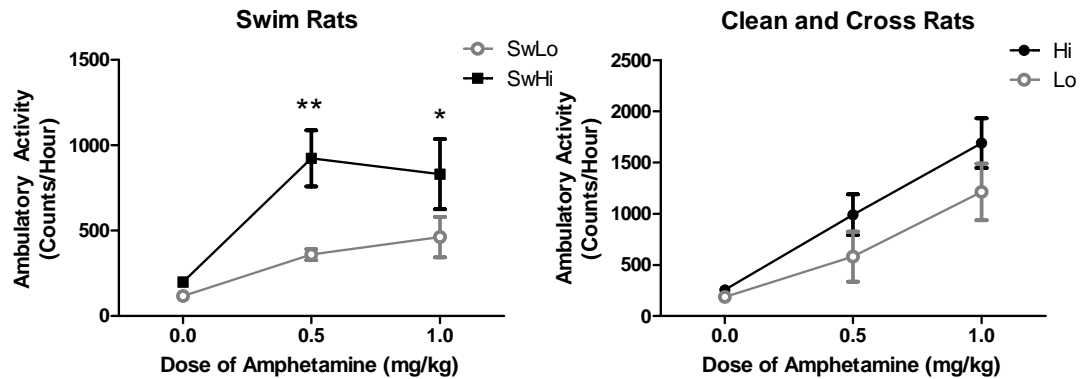 Swim Rats
SwLo
SwHi
Ambulatory Activity
(Counts/Hour)
1500
1000
500
0
**
*
0.0 0.5 1.0
Dose of Amphetamine (mg/kg)
Clean and Cross Rats
Hi
Lo
Ambulatory Activity
(Counts/Hour)
2500
2000
1500
1000
500
0
0.0 0.5 1.0
Dose of Amphetamine (mg/kg)